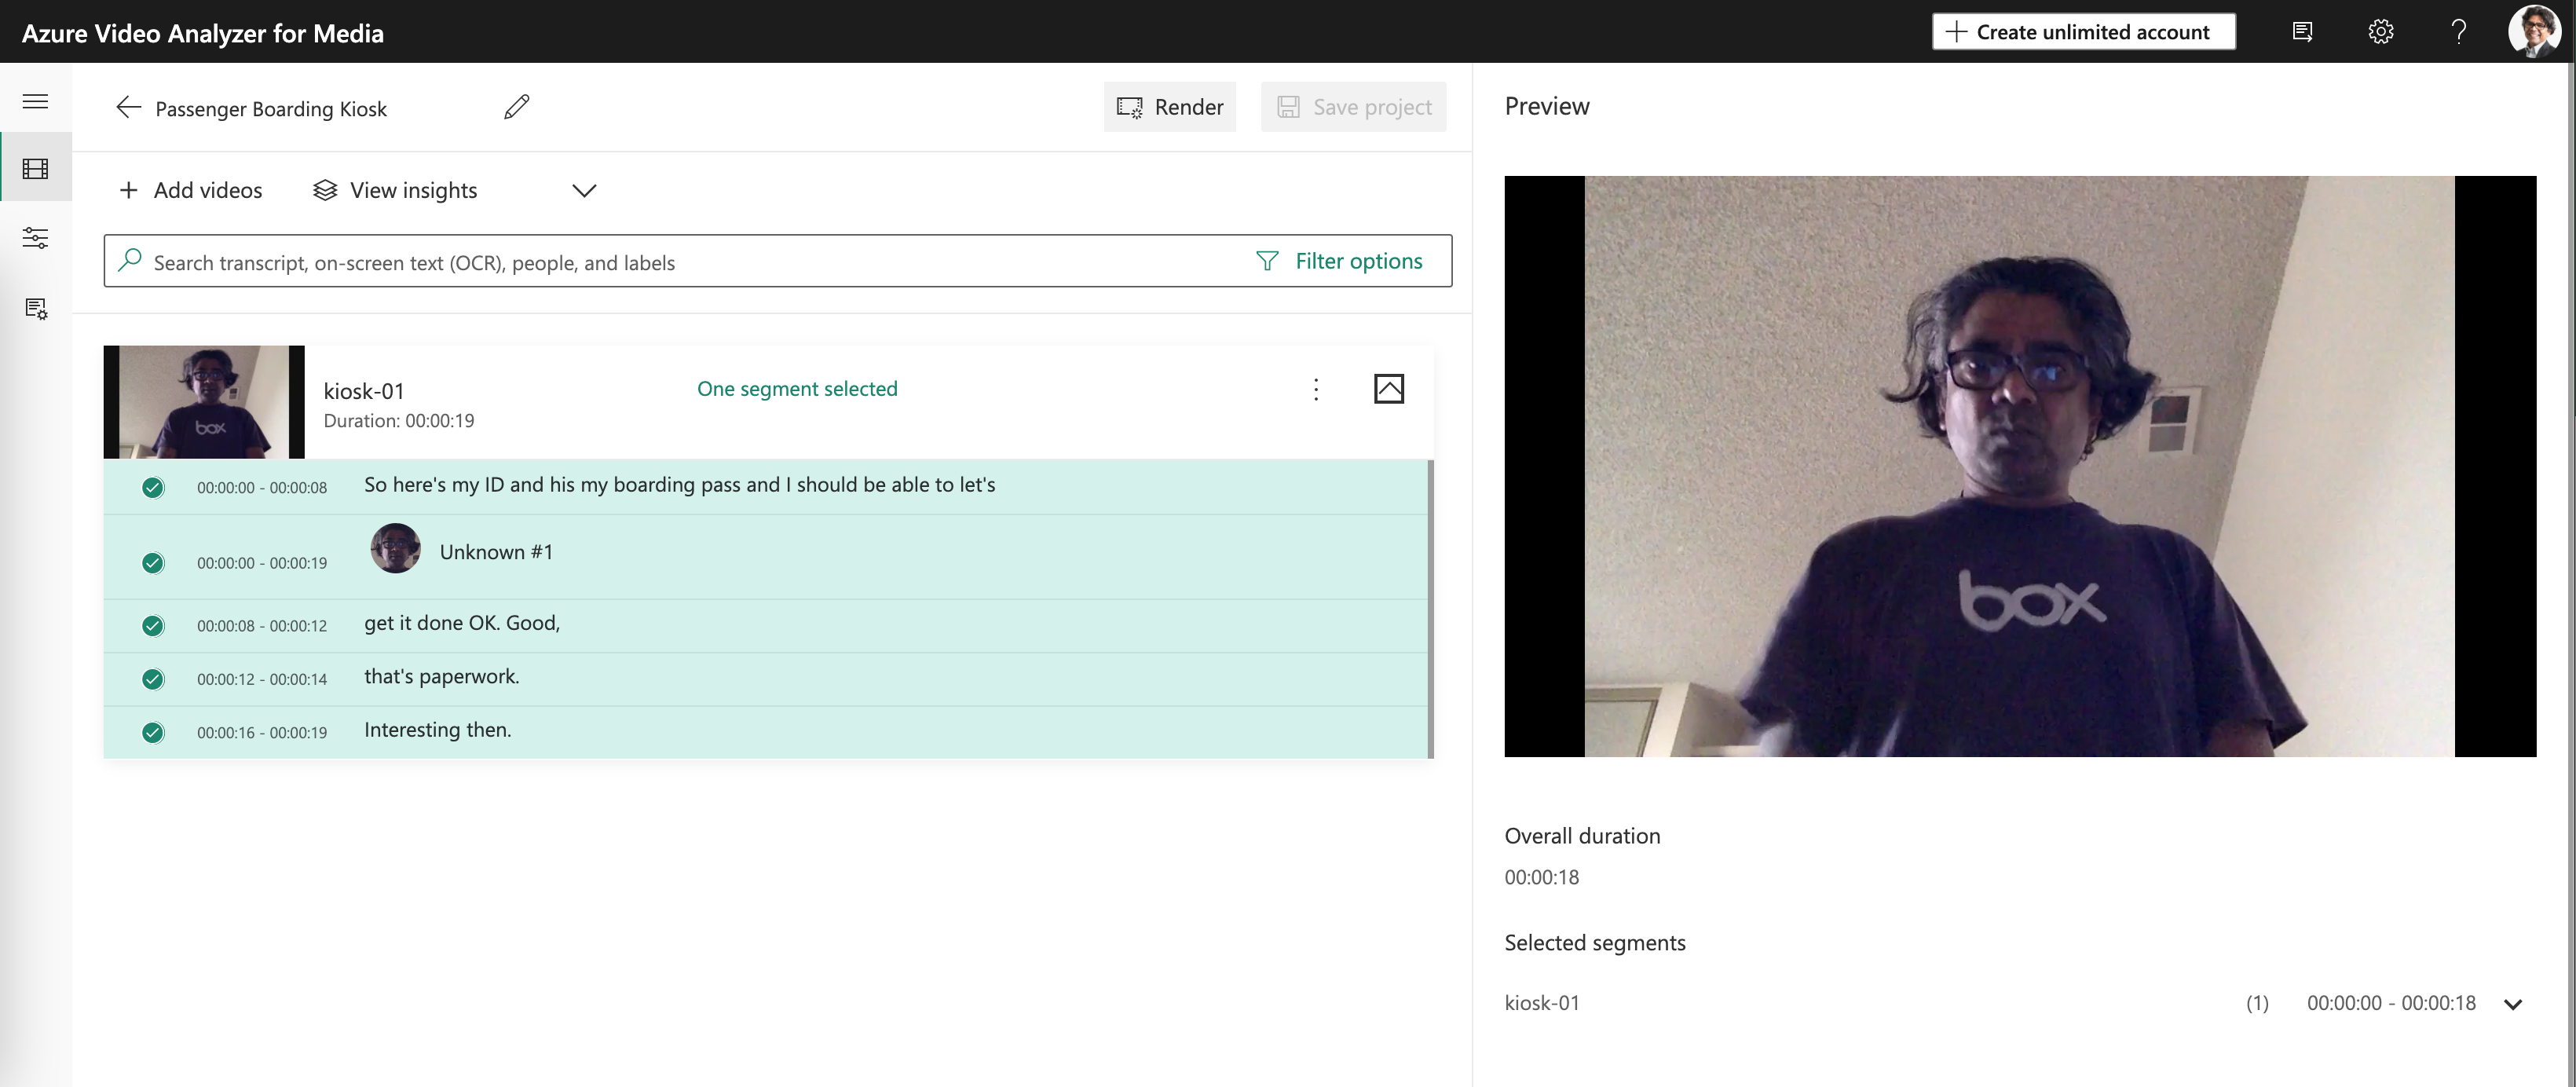 Azure Video Analyzer for Media
Create unlimited account
Passenger Boarding Kiosk
Render
Save project
Add videos
View insights
Search transcript, on-screen text (OCR), people, and labels
Filter options
box
kiosk-01
Duration: 00:00:19
One segment selected
00:00:00 - 00:00:08 So here's my ID and his my boarding pass and I should be able to let's
00:00:00 - 00:00:19 Unknown #1
00:00:08 - 00:00:12 get it done OK. Good,
00:00:12 - 00:00:14 that's paperwork.
00:00:16 - 00:00:19 Interesting then.
Preview
box
Overall duration
00:00:18
Selected segments
kiosk-01 (1) 00:00:00 - 00:00:18